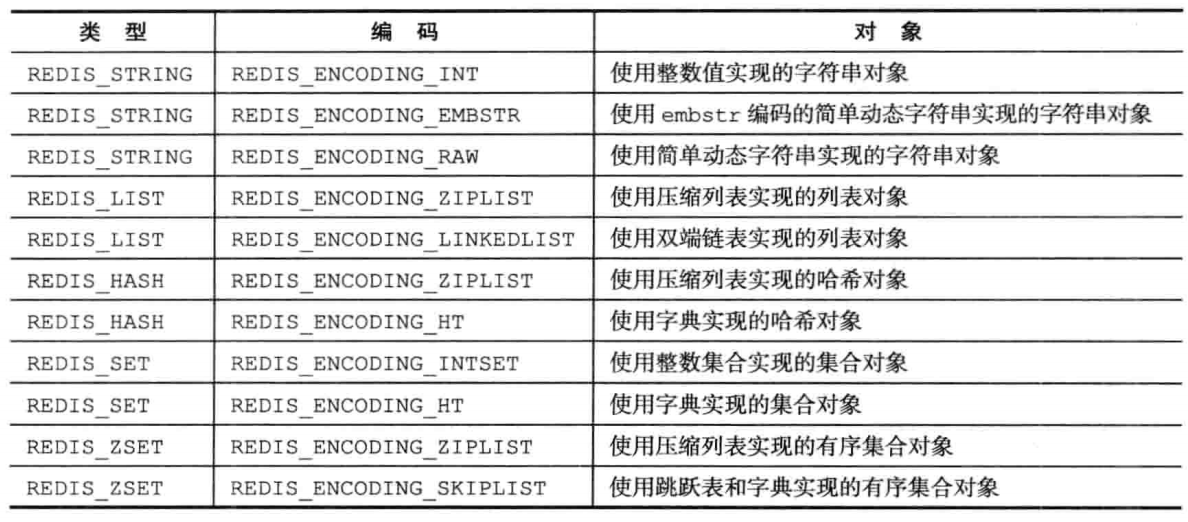 类 型 编 码 对 象
REDIS_STRING REDIS_ENCODING_INT 使用整数值实现的字符串对象
REDIS_STRING REDIS_ENCODING_EMBSTR 使用 embstr 编码的简单动态字符串实现的字符串对象
REDIS_STRING REDIS_ENCODING_RAW 使用简单动态字符串实现的字符串对象
REDIS_LIST REDIS_ENCODING_ZIPLIST 使用压缩列表实现的列表对象
REDIS_LIST REDIS_ENCODING_LINKEDLIST 使用双端链表实现的列表对象
REDIS_HASH REDIS_ENCODING_ZIPLIST 使用压缩列表实现的哈希对象
REDIS_HASH REDIS_ENCODING_HT 使用字典实现的哈希对象
REDIS_SET REDIS_ENCODING_INTSET 使用整数集合实现的集合对象
REDIS_SET REDIS_ENCODING_HT 使用字典实现的集合对象
REDIS_ZSET REDIS_ENCODING_ZIPLIST 使用压缩列表实现的有序集合对象
REDIS_ZSET REDIS_ENCODING_SKIPLIST 使用跳跃表和字典实现的有序集合对象